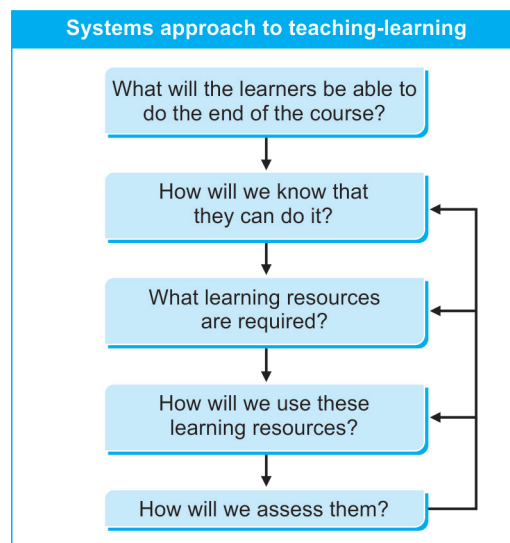 Systems approach to teaching-learning
What will the learners be able to
do the end of the course?
How will we know that
they can do it?
What learning resources
are required?
How will we use these
learning resources?
How will we assess them?